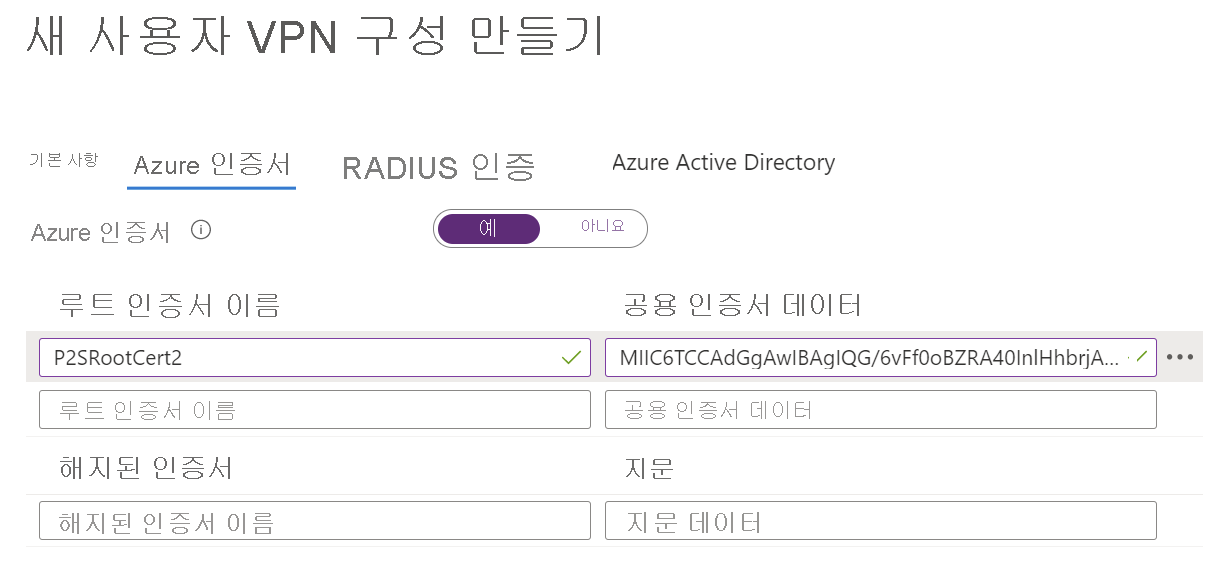 새 사용자 VPN 구성 만들기
기본 사항 Azure 인증서 RADIUS 인증 Azure Active Directory
Azure 인증서 예 아니요
루트 인증서 이름 공용 인증서 데이터
P2SRootCert2 MIIC6TCCAdGgAwIBAgIQG/6vFf0oBZRA40InlHhbrjA...
루트 인증서 이름 공용 인증서 데이터
해지된 인증서 지문
해지된 인증서 이름 지문 데이터